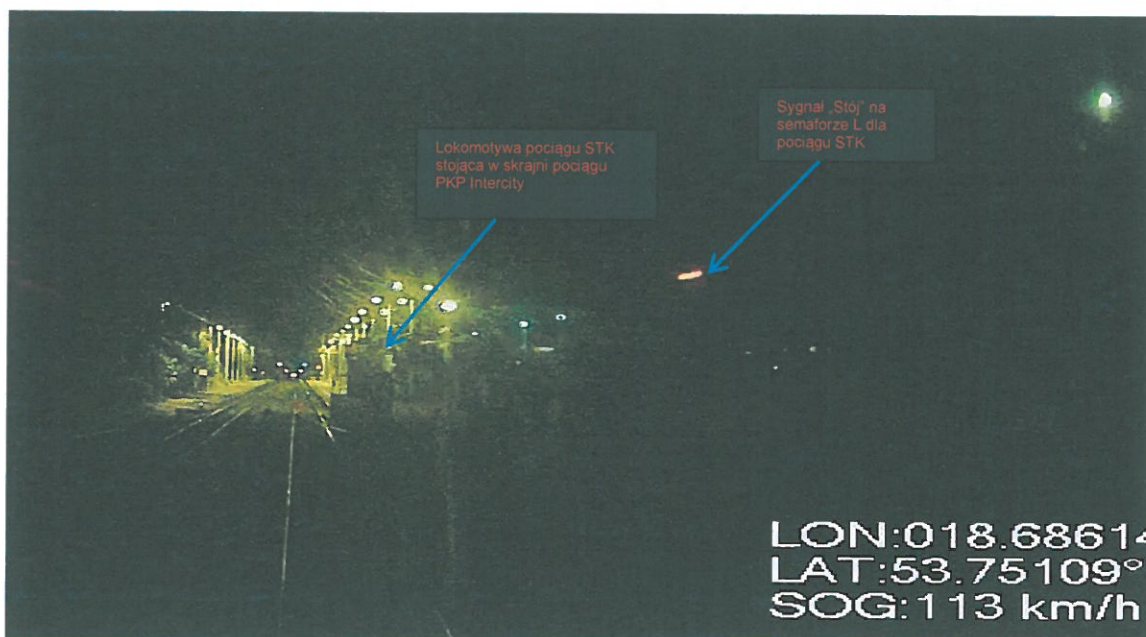 Sygnał „Stój” na
semaforze L dla
pociągu STK
Lokomotywa pociągu STK
stojąca w skrajni pociągu
PKP Intercity
LON:018.68614
LAT:53.75109°
SOG:113 km/h